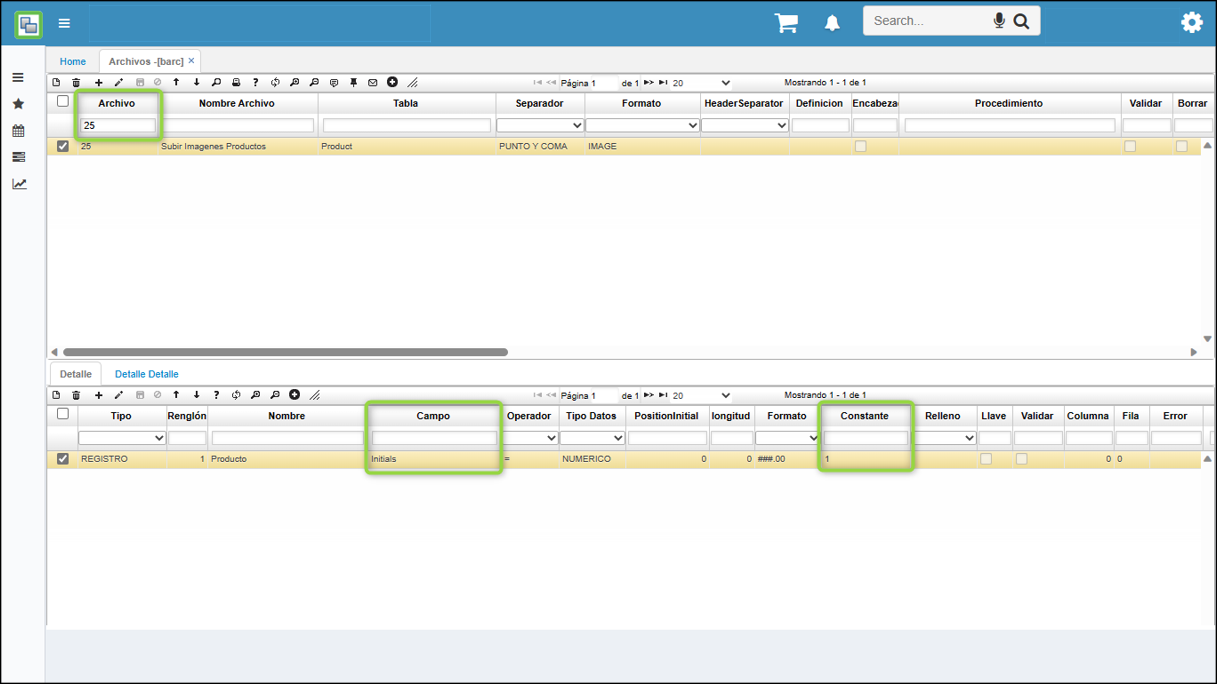 Search...
Home Archivos -[barc] ×
Página 1 de 1 20 Mostrando 1 - 1 de 1
Archivo Nombre Archivo Tabla Separador Formato HeaderSeparator Definicion Encabeza Procedimiento Validar Borrar
25
25 Subir Imagenes Productos Product PUNTO Y COMA IMAGE
Detalle Detalle Detalle
Página 1 de 1 20 Mostrando 1 - 1 de 1
Tipo Renglón Nombre Campo Operador Tipo Datos PositionInitial longitud Formato Constante Relleno Llave Validar Columna Fila Error
REGISTRO 1 Producto Initials = NUMERICO 0 0 ###.00 1 0 0